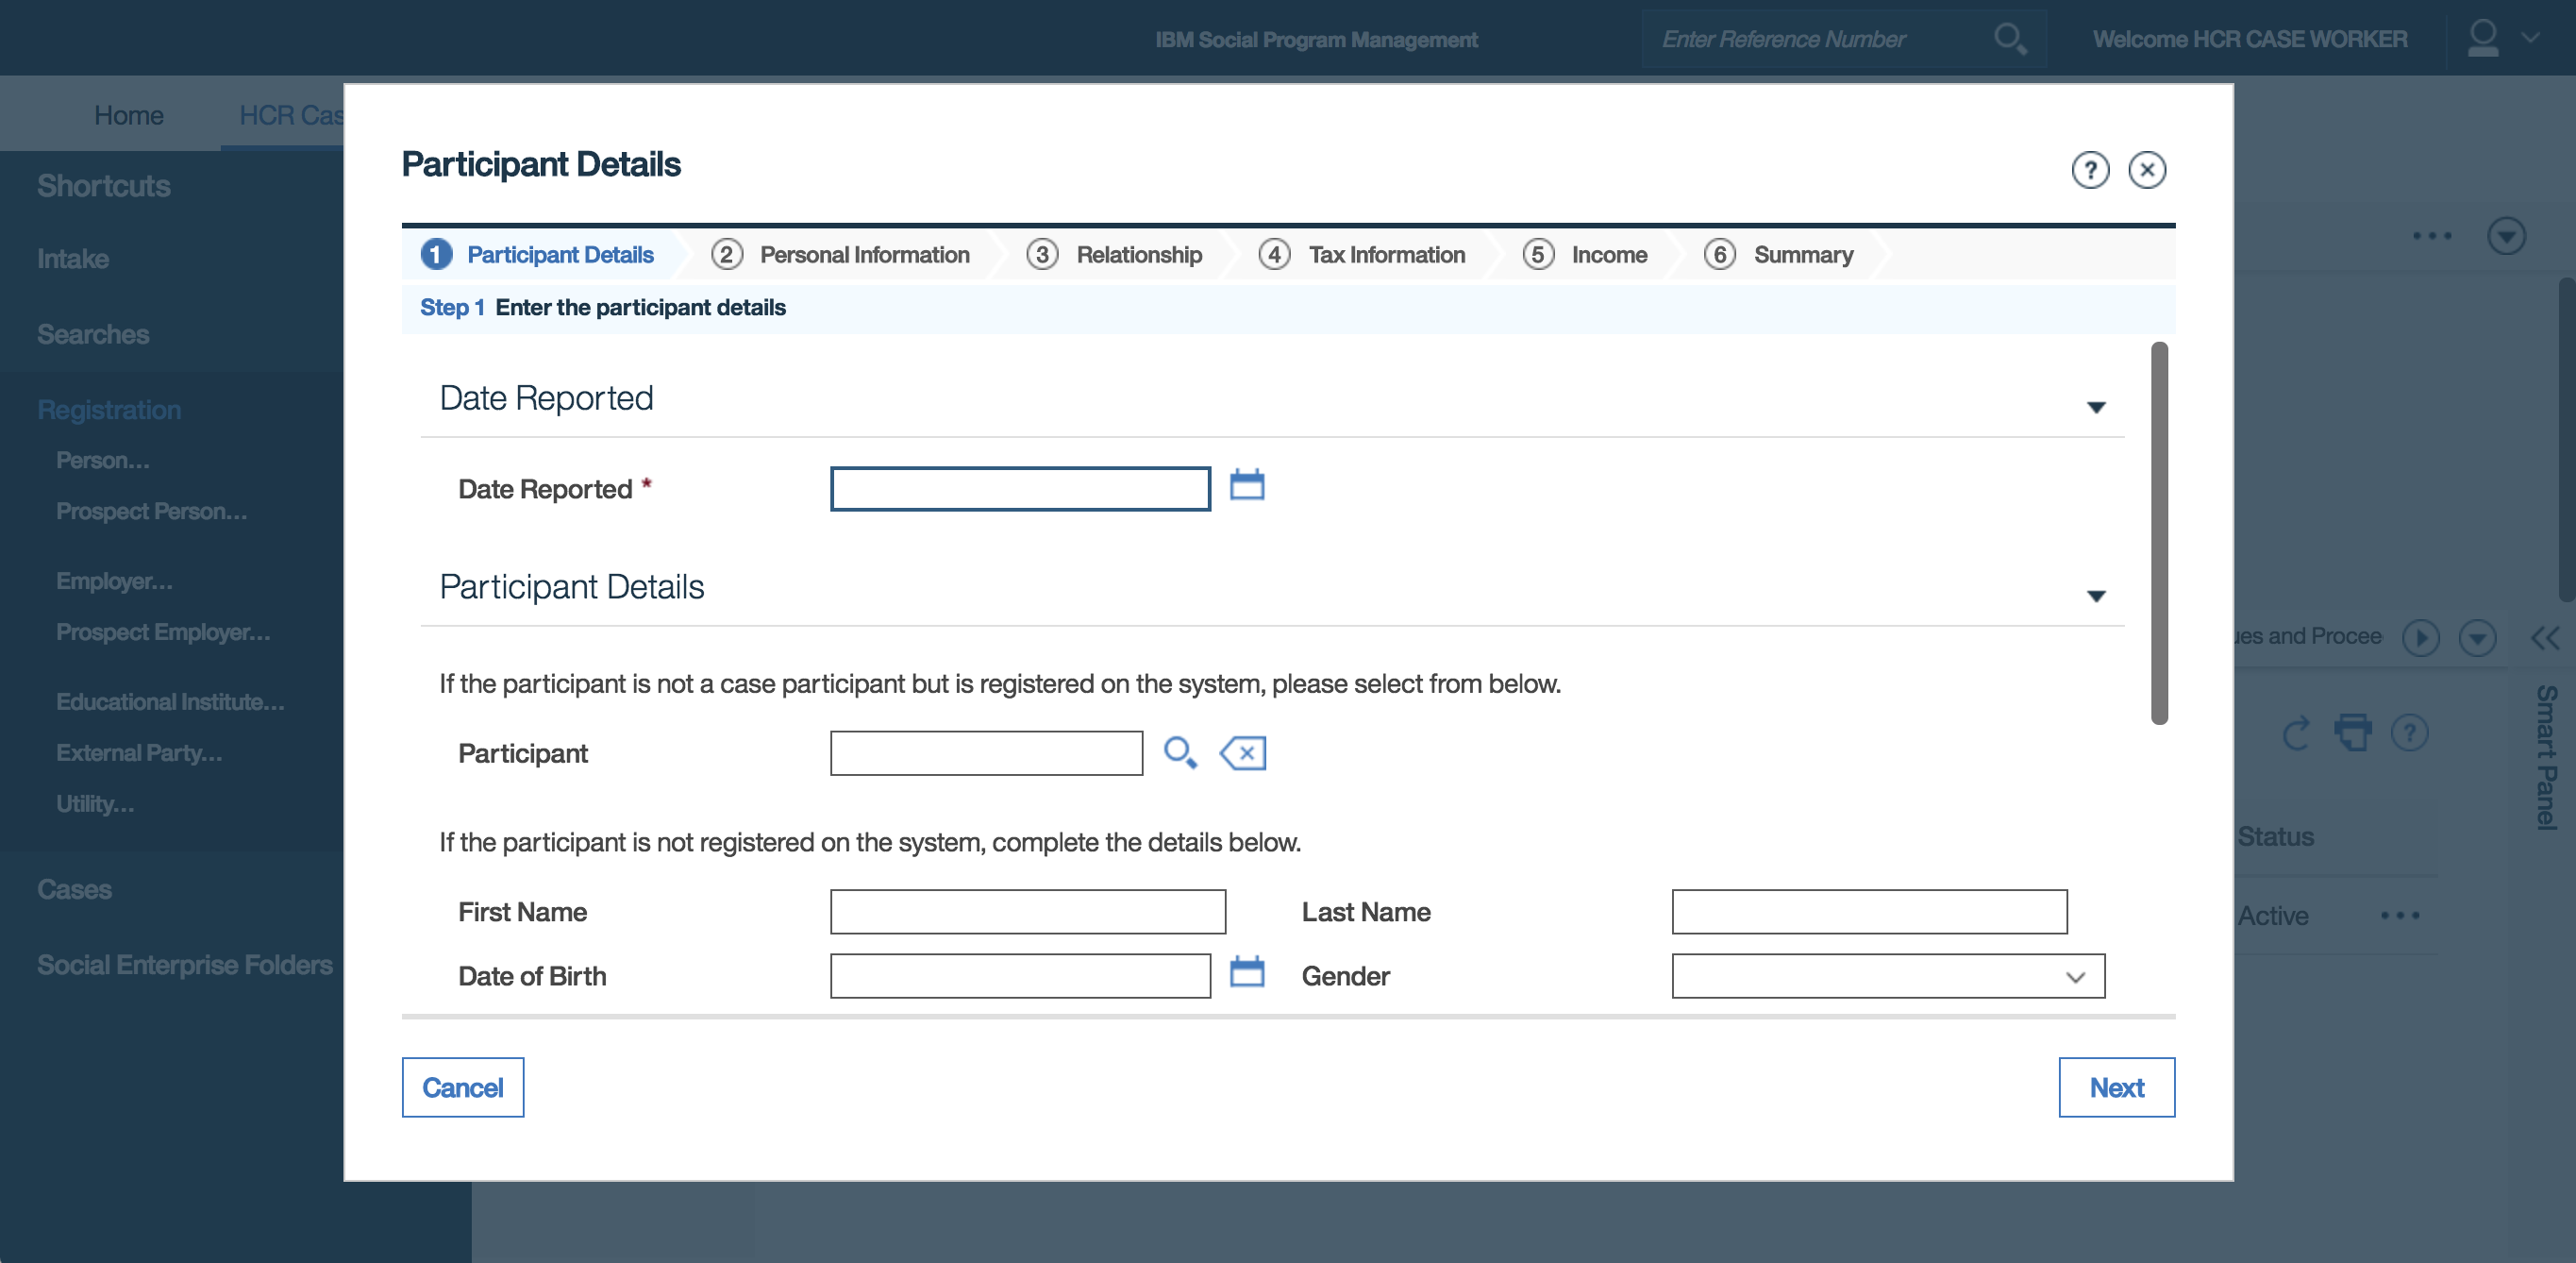 IBM Social Program Management
Enter Reference Number
Welcome HCR CASE WORKER
Home
HCR Cas
Shortcuts
Intake
Searches
Registration
Person...
Prospect Person...
Employer...
Prospect Employer...
Educational Institute...
External Party...
Utility...
Cases
Social Enterprise Folders
Participant Details
?
1 Participant Details
2 Personal Information
3 Relationship
4 Tax Information
5 Income
6 Summary
Step 1 Enter the participant details
Date Reported
Date Reported *
Participant Details
If the participant is not a case participant but is registered on the system, please select from below.
Participant
If the participant is not registered on the system, complete the details below.
First Name
Last Name
Date of Birth
Gender
Cancel
Next
ues and Procee
?
Smart Panel
Status
Active